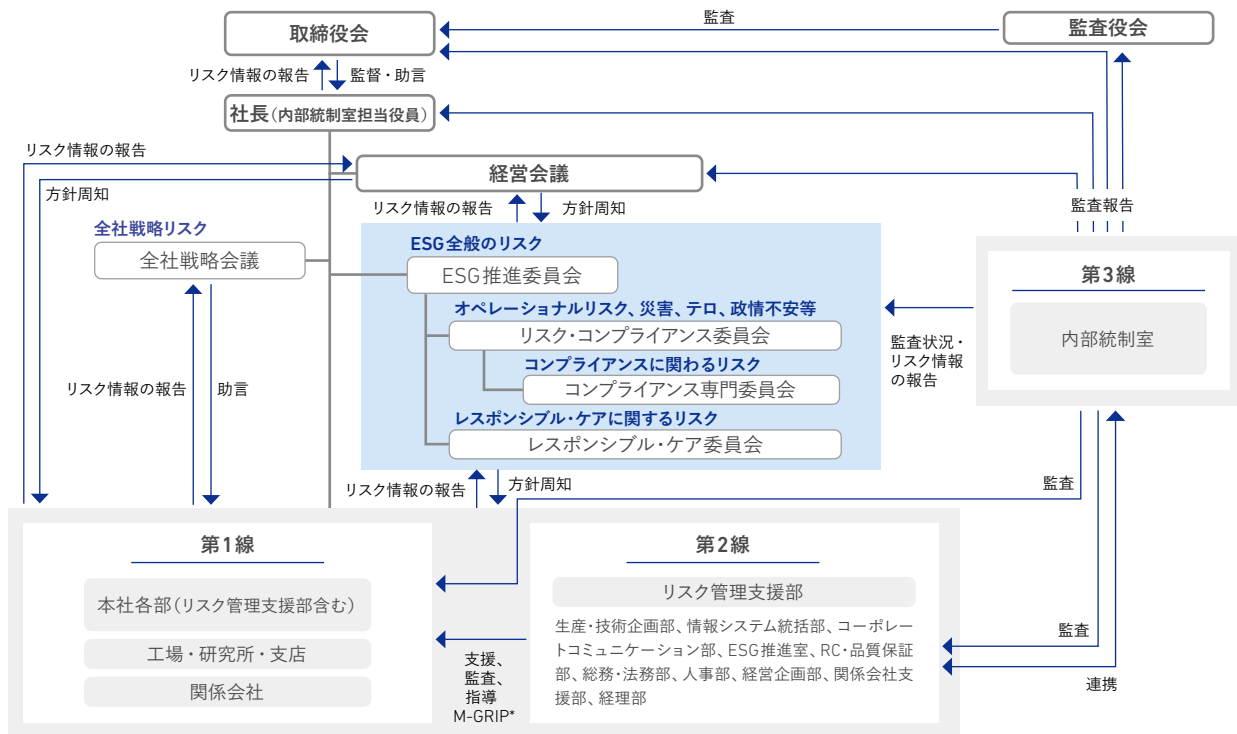 取締役会
監査
監査役会
リスク情報の報告
監督・助言
社長(内部統制室担当役員)
リスク情報の報告
経営会議
方針周知
リスク情報の報告
方針周知
監査報告
全社戦略リスク
全社戦略会議
ESG全般のリスク
ESG推進委員会
オペレーショナルリスク、災害、テロ、政情不安等
リスク・コンプライアンス委員会
コンプライアンスに関わるリスク
コンプライアンス専門委員会
レスポンシブル・ケアに関するリスク
レスポンシブル・ケア委員会
第3線
内部統制室
監査状況・
リスク情報
の報告
リスク情報の報告
助言
リスク情報の報告
方針周知
監査
第1線
本社各部(リスク管理支援部含む)
工場・研究所・支店
関係会社
支援、
監査、
指導
M-GRIP*
第2線
リスク管理支援部
生産・技術企画部、情報システム統括部、コーポレー
トコミュニケーション部、ESG推進室、RC・品質保証
部、総務・法務部、人事部、経営企画部、関係会社支
援部、経理部
監査
連携